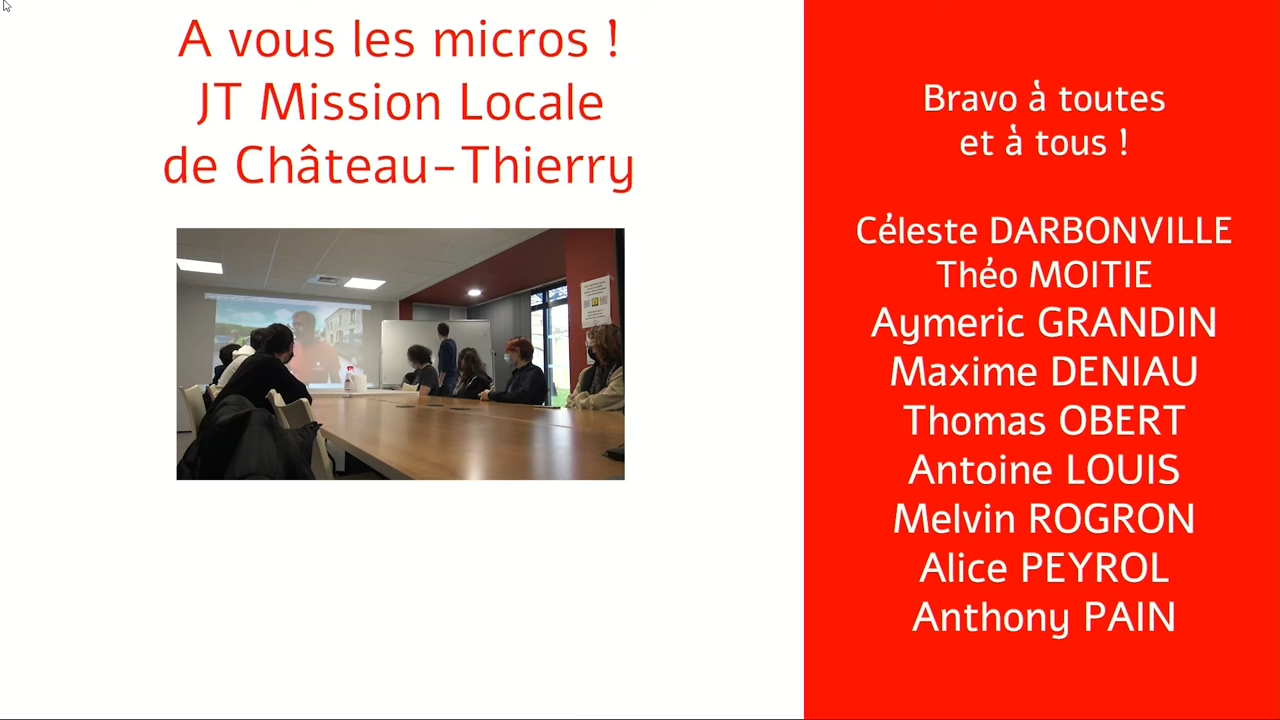 A vous les micros !
JT Mission Locale
de Château-Thierry
Bravo à toutes
et à tous !
Céleste DARBONVILLE
Théo MOITIE
Aymeric GRANDIN
Maxime DENIAU
Thomas OBERT
Antoine LOUIS
Melvin ROGRON
Alice PEYROL
Anthony PAIN